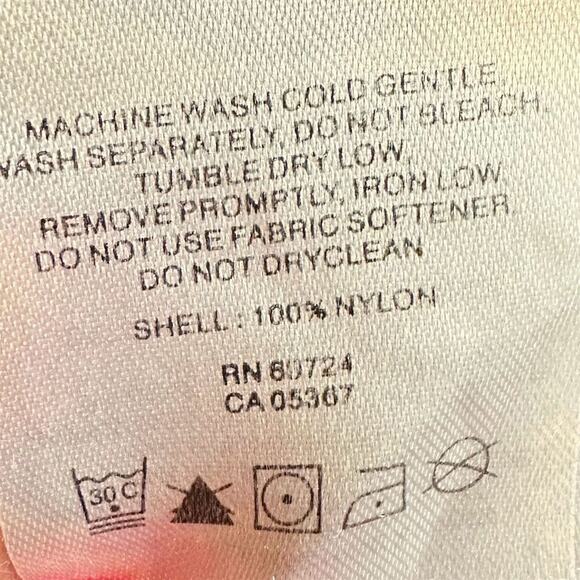 MACHINE WASH COLD GENTLE,
WASH SEPARATELY, DO NOT BLEACH,
TUMBLE DRY LOW,
REMOVE PROMPTLY, IRON LOW
DO NOT USE FABRIC SOFTENER,
DO NOT DRYCLEAN
SHELL : 100% NYLON
RN 80724
CA 05367
30 C